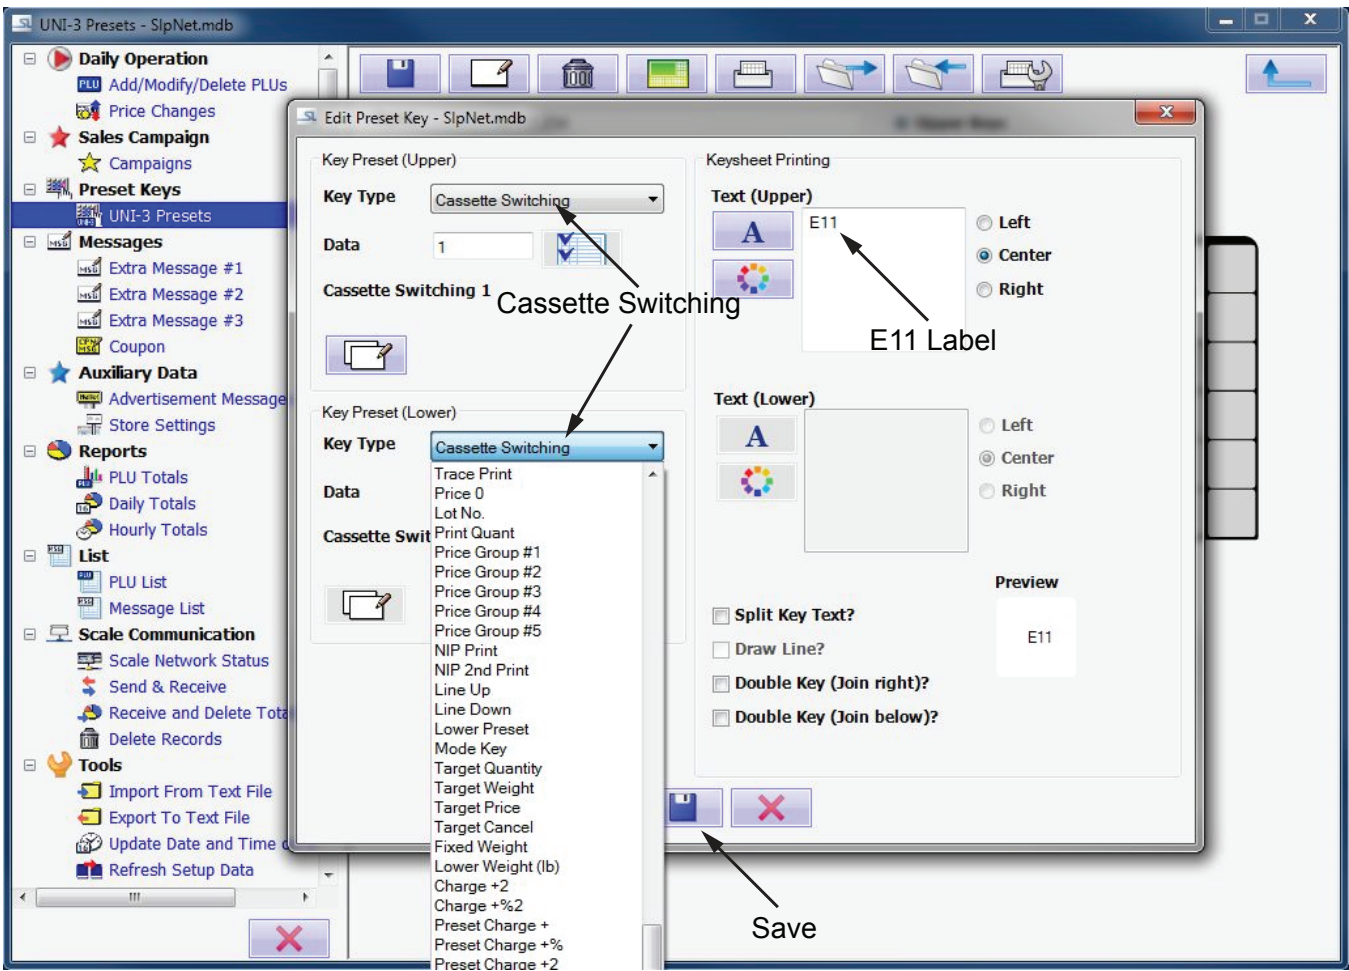 UNI-3 Presets - SlpNet.mdb
Daily Operation
PLU Add/Modify/Delete PLUs
Price Changes
Sales Campaign
Campaigns
Preset Keys
UNI-3 Presets
Messages
Extra Message #1
Extra Message #2
Extra Message #3
Coupon
Auxiliary Data
Advertisement Message
Store Settings
Reports
PLU Totals
Daily Totals
Hourly Totals
List
PLU List
Message List
Scale Communication
Scale Network Status
Send & Receive
Receive and Delete Tota
Delete Records
Tools
Import From Text File
Export To Text File
Update Date and Time o
Refresh Setup Data
Edit Preset Key - SlpNet.mdb
Key Preset (Upper)
Key Type Cassette Switching
Data 1
Cassette Switching 1
Cassette Switching
Key Preset (Lower)
Key Type Cassette Switching
Data
Cassette Swit
Trace Print
Price 0
Lot No.
Print Quant
Price Group #1
Price Group #2
Price Group #3
Price Group #4
Price Group #5
NIP Print
NIP 2nd Print
Line Up
Line Down
Lower Preset
Mode Key
Target Quantity
Target Weight
Target Price
Target Cancel
Fixed Weight
Lower Weight (lb)
Charge +2
Charge +%2
Preset Charge +
Preset Charge +%
Preset Charge +2
Keysheet Printing
Text (Upper)
A
E11
Left
Center
Right
E11 Label
Text (Lower)
A
Left
Center
Right
Preview
E11
Split Key Text?
Draw Line?
Double Key (Join right)?
Double Key (Join below)?
Save